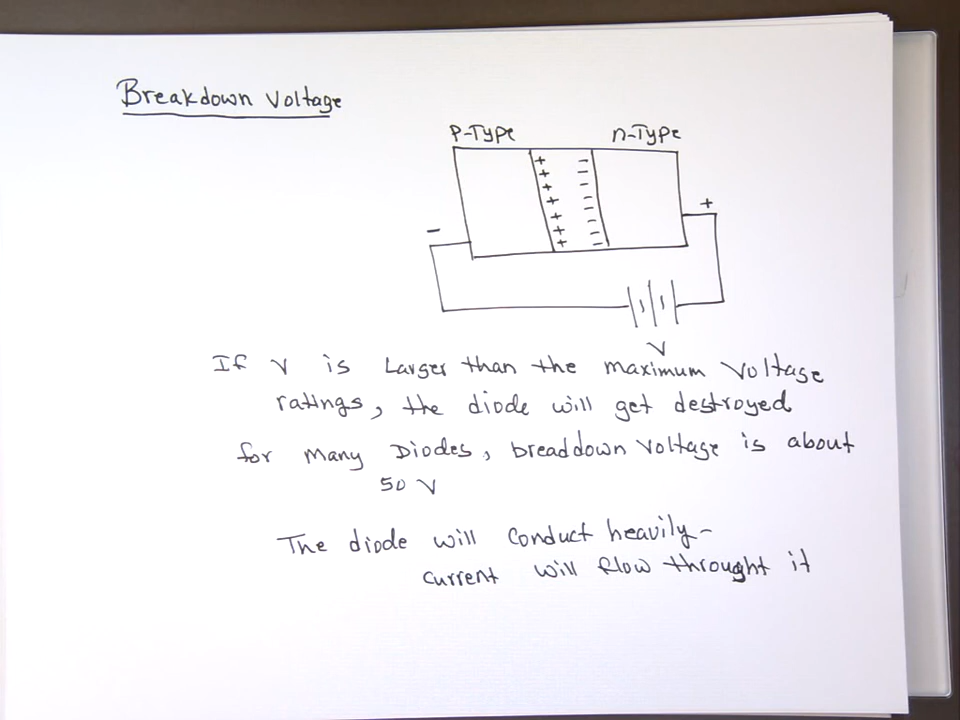 Breakdown Voltage
P-Type n-Type
+ -
+ -
+ -
+ -
+ -
+ -
+ -
- +
V
If V is Larger than the maximum Voltage
ratings, the diode will get destroyed
for many Diodes, breaddown Voltage is about
50 V
The diode will conduct heavily-
current will flow throught it